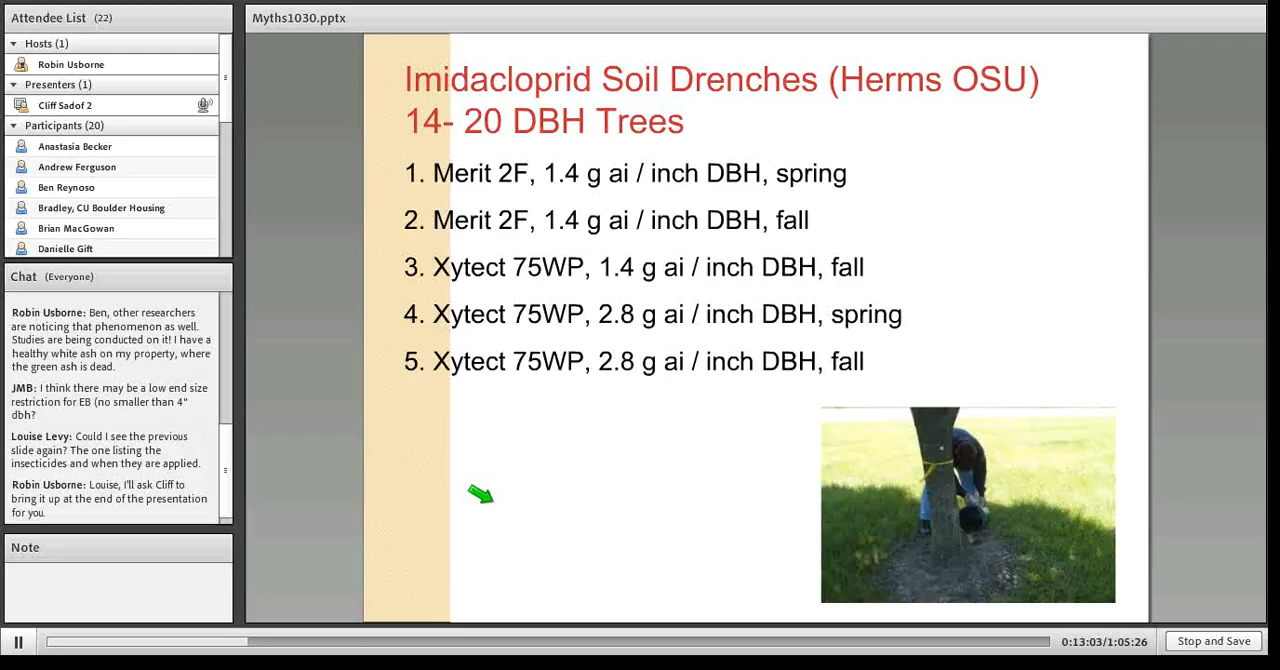 Attendee List (22)
Hosts (1)
Robin Usborne
Presenters (1)
Cliff Sadof 2
Participants (20)
Anastasia Becker
Andrew Ferguson
Ben Reynoso
Bradley, CU Boulder Housing
Brian MacGowan
Danielle Gift
Chat (Everyone)
Robin Usborne: Ben, other researchers
are noticing that phenomenon as well.
Studies are being conducted on it! I have a
healthy white ash on my property, where
the green ash is dead.
JMB: I think there may be a low end size
restriction for EB (no smaller than 4"
dbh?
Louise Levy: Could I see the previous
slide again? The one listing the
insecticides and when they are applied.
Robin Usborne: Louise, I'll ask Cliff to
bring it up at the end of the presentation
for you.
Note
Myths1030.pptx
Imidacloprid Soil Drenches (Herms OSU)
14- 20 DBH Trees
1. Merit 2F, 1.4 g ai / inch DBH, spring
2. Merit 2F, 1.4 g ai / inch DBH, fall
3. Xytect 75WP, 1.4 g ai / inch DBH, fall
4. Xytect 75WP, 2.8 g ai / inch DBH, spring
5. Xytect 75WP, 2.8 g ai / inch DBH, fall
0:13:03/1:05:26
Stop and Save